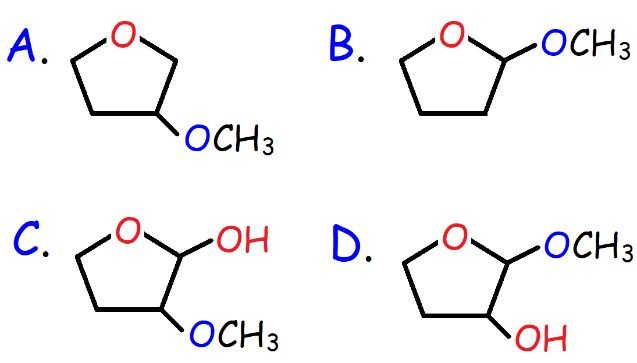 A. O OCH3
B. O OCH3
C. O OH OCH3
D. O OCH3 OH